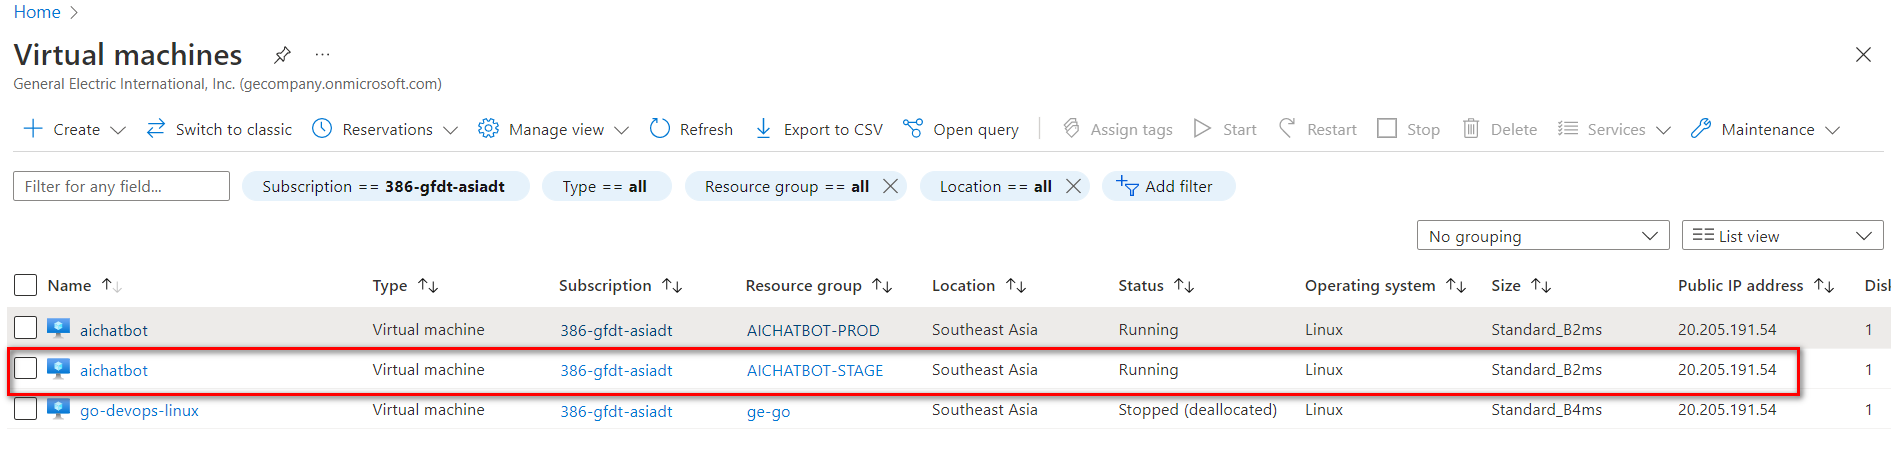 Home >
Virtual machines ...
General Electric International, Inc. (gecompany.onmicrosoft.com)
Create Switch to classic Reservations Manage view Refresh Export to CSV Open query Assign tags Start Restart Stop Delete Services Maintenance
Filter for any field... Subscription == 386-gfdt-asiadt Type == all Resource group == all Location == all Add filter
No grouping List view
Name Type Subscription Resource group Location Status Operating system Size Public IP address Disk
aichatbot Virtual machine 386-gfdt-asiadt AICHATBOT-PROD Southeast Asia Running Linux Standard_B2ms 20.205.191.54 1
aichatbot Virtual machine 386-gfdt-asiadt AICHATBOT-STAGE Southeast Asia Running Linux Standard_B2ms 20.205.191.54 1
go-devops-linux Virtual machine 386-gfdt-asiadt ge-go Southeast Asia Stopped (deallocated) Linux Standard_B4ms 20.205.191.54 1